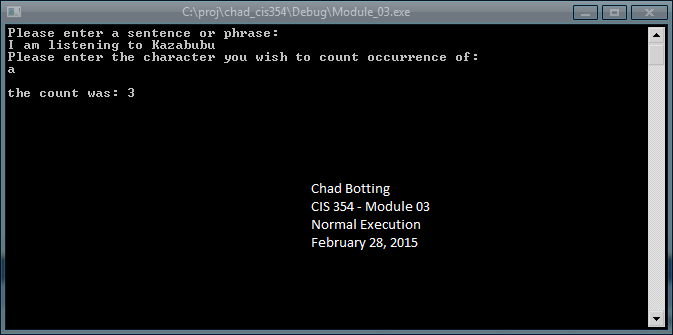 C:\proj\chad_cis354\Debug\Module_03.exe
Please enter a sentence or phrase:
I am listening to Kazabubu
Please enter the character you wish to count occurrence of:
a
the count was: 3
Chad Botting
CIS 354 - Module 03
Normal Execution
February 28, 2015